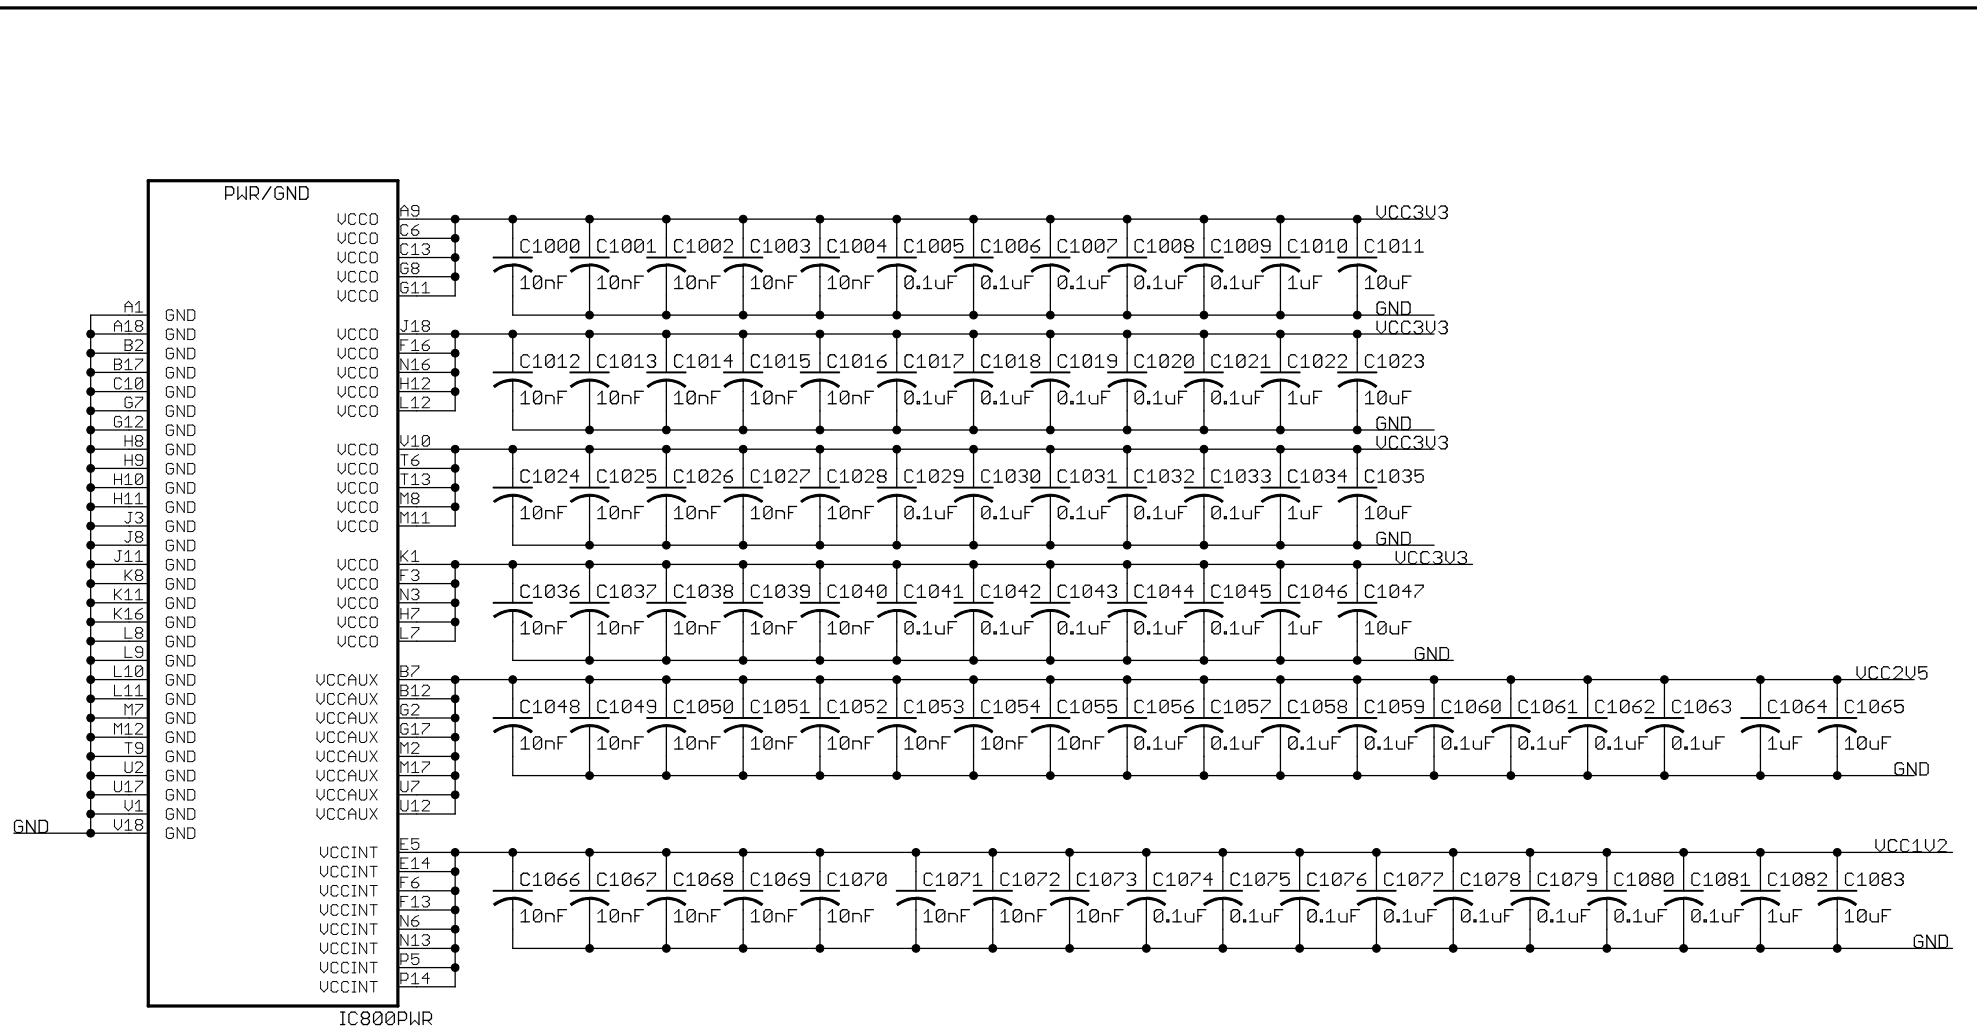 PWR/GND
VCCO A9 VCC3V3
VCCO C6
VCCO C13
VCCO G8
VCCO G11
C1000 C1001 C1002 C1003 C1004 C1005 C1006 C1007 C1008 C1009 C1010 C1011
10nF 10nF 10nF 10nF 10nF 0.1uF 0.1uF 0.1uF 0.1uF 0.1uF 1uF 10uF
GND
VCCO J18 VCC3V3
VCCO F16
VCCO N16
VCCO H12
VCCO L12
C1012 C1013 C1014 C1015 C1016 C1017 C1018 C1019 C1020 C1021 C1022 C1023
10nF 10nF 10nF 10nF 10nF 0.1uF 0.1uF 0.1uF 0.1uF 0.1uF 1uF 10uF
GND
VCCO V10 VCC3V3
VCCO T6
VCCO T13
VCCO M8
VCCO M11
C1024 C1025 C1026 C1027 C1028 C1029 C1030 C1031 C1032 C1033 C1034 C1035
10nF 10nF 10nF 10nF 10nF 0.1uF 0.1uF 0.1uF 0.1uF 0.1uF 1uF 10uF
GND
VCCO K1 VCC3V3
VCCO F3
VCCO N3
VCCO H7
VCCO L7
C1036 C1037 C1038 C1039 C1040 C1041 C1042 C1043 C1044 C1045 C1046 C1047
10nF 10nF 10nF 10nF 10nF 0.1uF 0.1uF 0.1uF 0.1uF 0.1uF 1uF 10uF
GND
VCCAUX B7 VCC2V5
VCCAUX B12
VCCAUX G2
VCCAUX G17
VCCAUX M2
VCCAUX M17
VCCAUX U7
VCCAUX U12
C1048 C1049 C1050 C1051 C1052 C1053 C1054 C1055 C1056 C1057 C1058 C1059 C1060 C1061 C1062 C1063 C1064 C1065
10nF 10nF 10nF 10nF 10nF 10nF 10nF 10nF 0.1uF 0.1uF 0.1uF 0.1uF 0.1uF 0.1uF 0.1uF 0.1uF 1uF 10uF
GND
VCCINT E5 VCC1V2
VCCINT E14
VCCINT F6
VCCINT F13
VCCINT N6
VCCINT N13
VCCINT P5
VCCINT P14
C1066 C1067 C1068 C1069 C1070 C1071 C1072 C1073 C1074 C1075 C1076 C1077 C1078 C1079 C1080 C1081 C1082 C1083
10nF 10nF 10nF 10nF 10nF 10nF 10nF 10nF 0.1uF 0.1uF 0.1uF 0.1uF 0.1uF 0.1uF 0.1uF 0.1uF 1uF 10uF
GND
A1 GND
A18 GND
B2 GND
B17 GND
C10 GND
G7 GND
G12 GND
H8 GND
H9 GND
H10 GND
H11 GND
J3 GND
J8 GND
J11 GND
K8 GND
K11 GND
K16 GND
L8 GND
L9 GND
L10 GND
L11 GND
M7 GND
M12 GND
T9 GND
U2 GND
U17 GND
V1 GND
GND V18 GND
IC800PWR